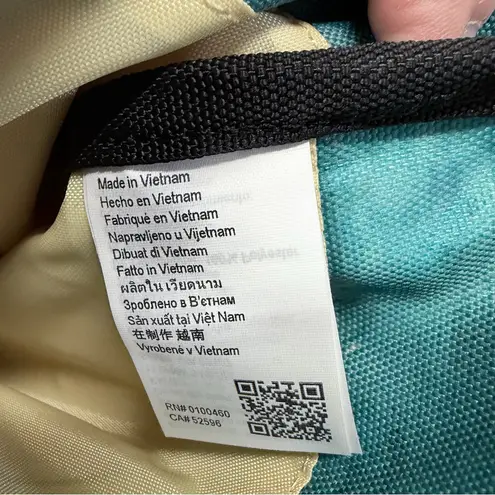 Made in Vietnam
Hecho en Vietnam
Fabriqué en Vietnam
Napravljeno u Vijetnam
Dibuat di Vietnam
Fatto in Vietnam
ผลิตใน เวียดนาม
Зроблено в В'єтнам
Sản xuất tại Việt Nam
在制作 越南
Vyrobené v Vietnam
RN# 0100460
CA# 52596